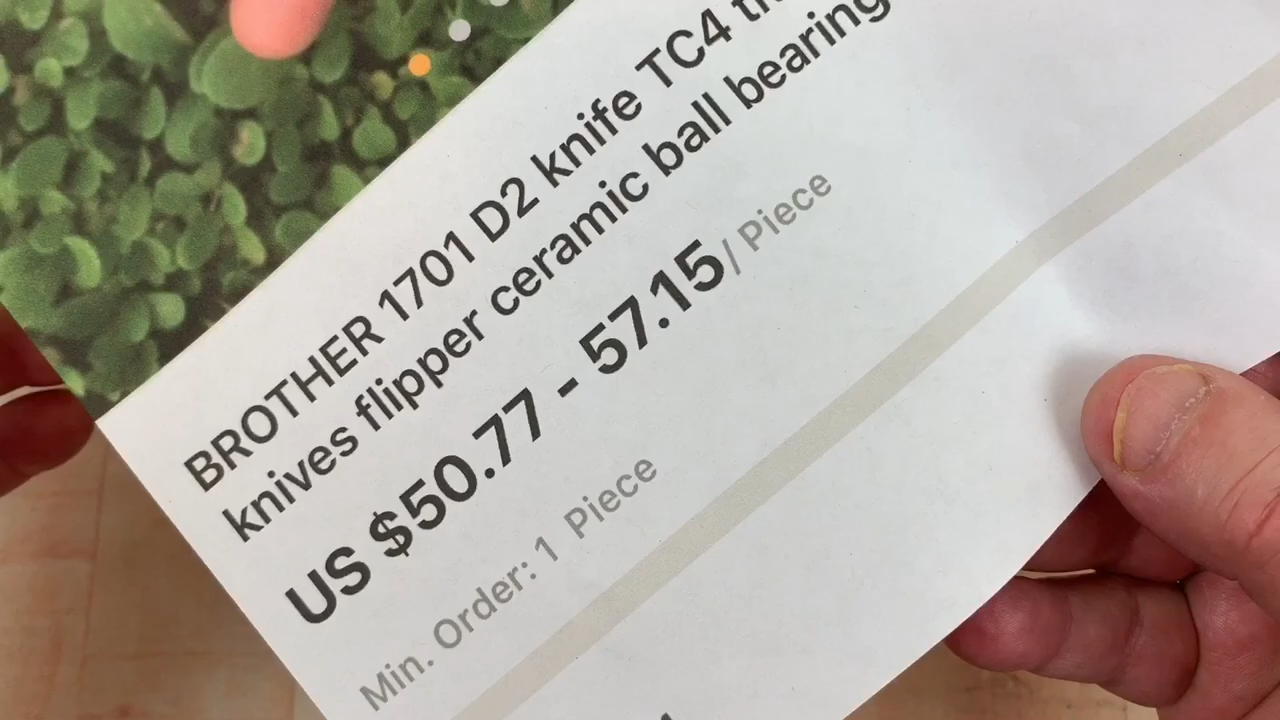 BROTHER 1701 D2 knife TC4
knives flipper ceramic ball bearing
US $50.77 - 57.15/ Piece
Min. Order: 1 Piece